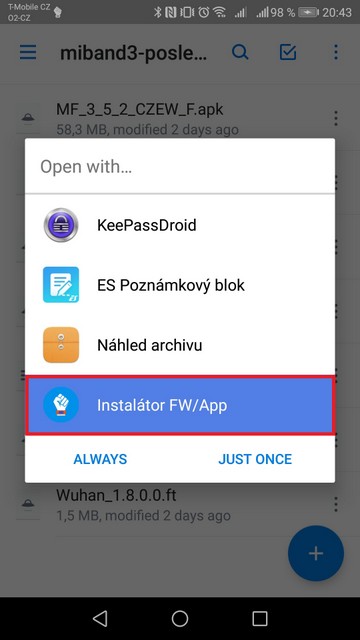 T-Mobile CZ
O2-CZ
98 %
20:43
miband3-posle...
MF_3_5_2_CZEW_F.apk
58,3 MB, modified 2 days ago
Open with...
KeePassDroid
ES Poznámkový blok
Náhled archivu
Instalátor FW/App
ALWAYS
JUST ONCE
Wuhan_1.8.0.0.ft
1,5 MB, modified 2 days ago